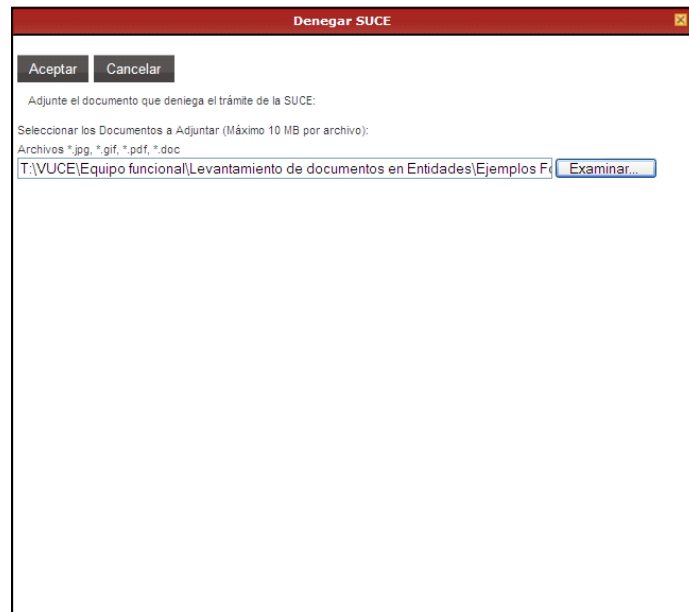 Denegar SUCE
Aceptar Cancelar
Adjunte el documento que deniega el trámite de la SUCE:
Seleccionar los Documentos a Adjuntar (Máximo 10 MB por archivo):
Archivos *.jpg, *.gif, *.pdf, *.doc
T:\VUCE\Equipo funcional\Levantamiento de documentos en Entidades\Ejemplos Fo Examinar...